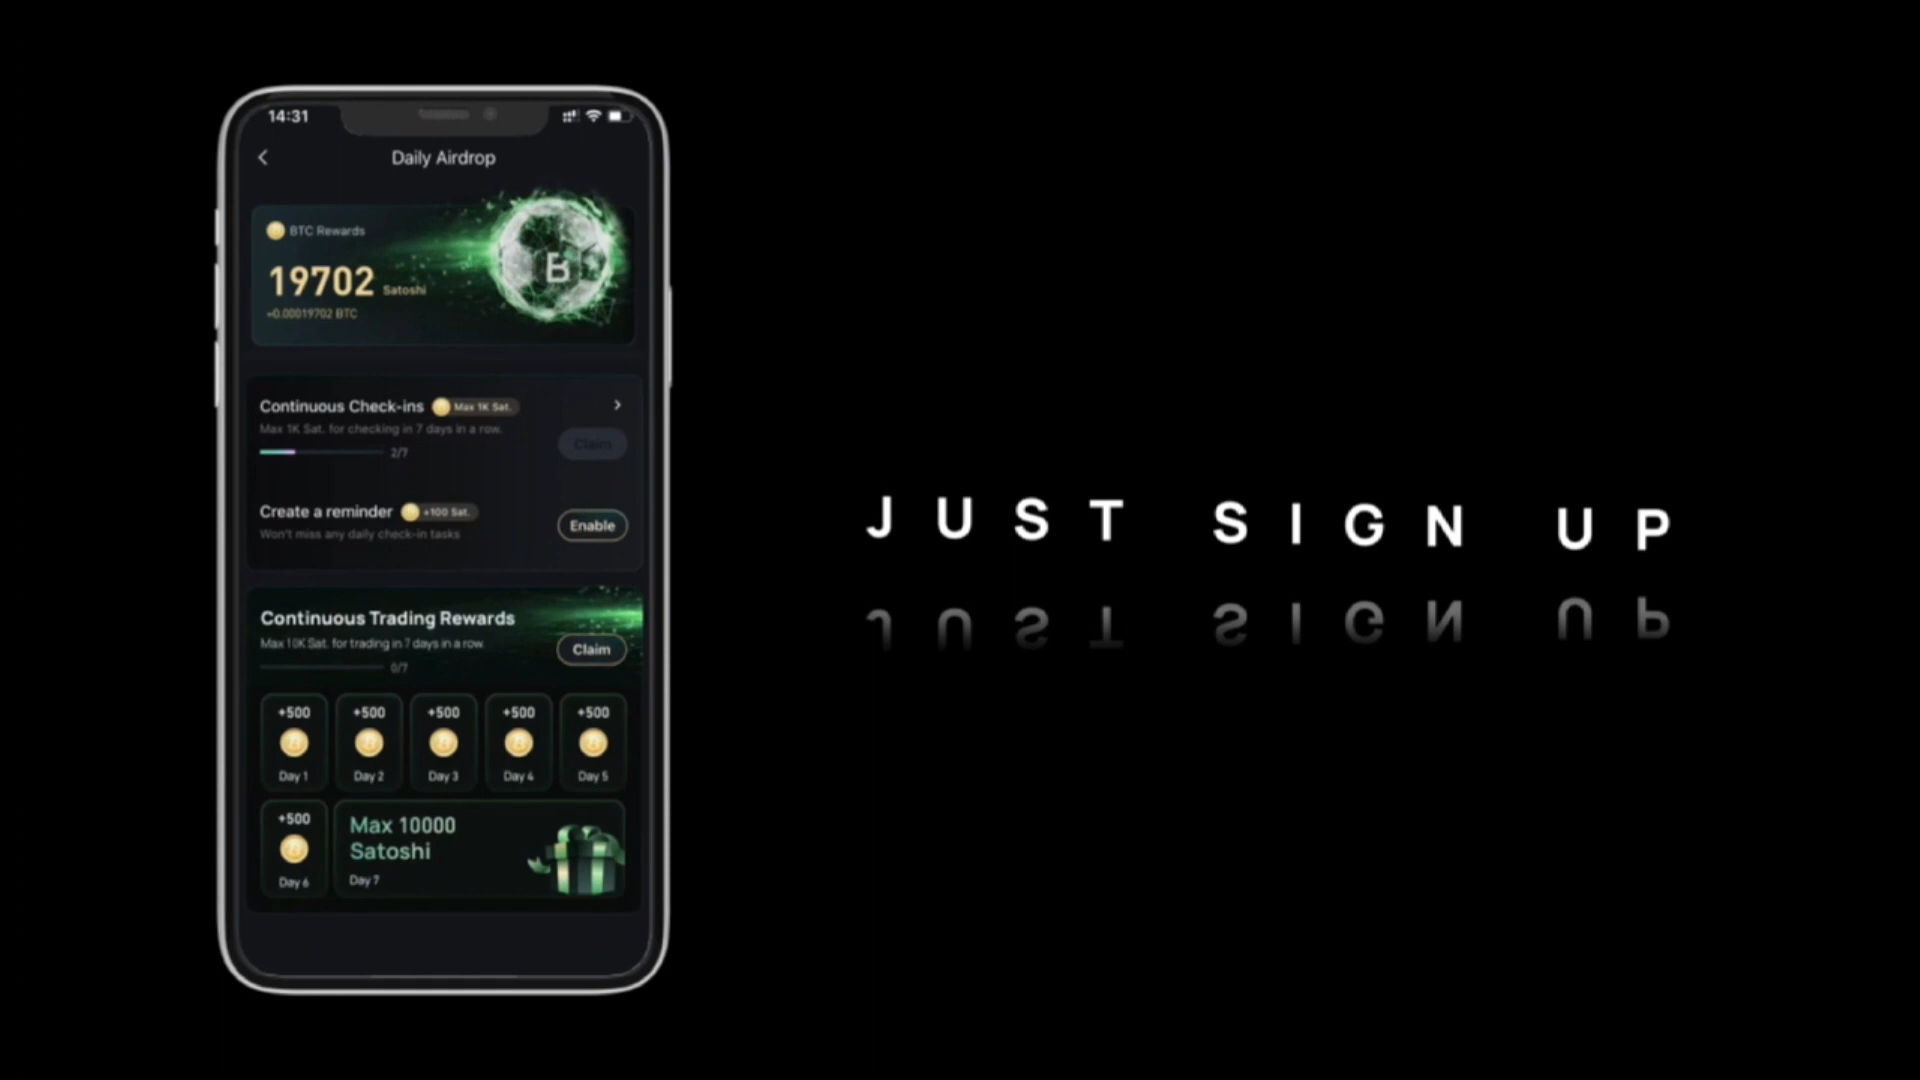 14:31
Daily Airdrop
BTC Rewards
19702 Satoshi
≈0.00019702 BTC
Continuous Check-ins Max 1K Sat.
Max 1K Sat. for checking in 7 days in a row.
Claim
2/7
Create a reminder +100 Sat.
Won't miss any daily check-in tasks
Enable
Continuous Trading Rewards
Max 10K Sat. for trading in 7 days in a row.
Claim
0/7
+500 +500 +500 +500 +500
Day 1 Day 2 Day 3 Day 4 Day 5
+500
Day 6
Max 10000
Satoshi
Day 7
JUST SIGN UP